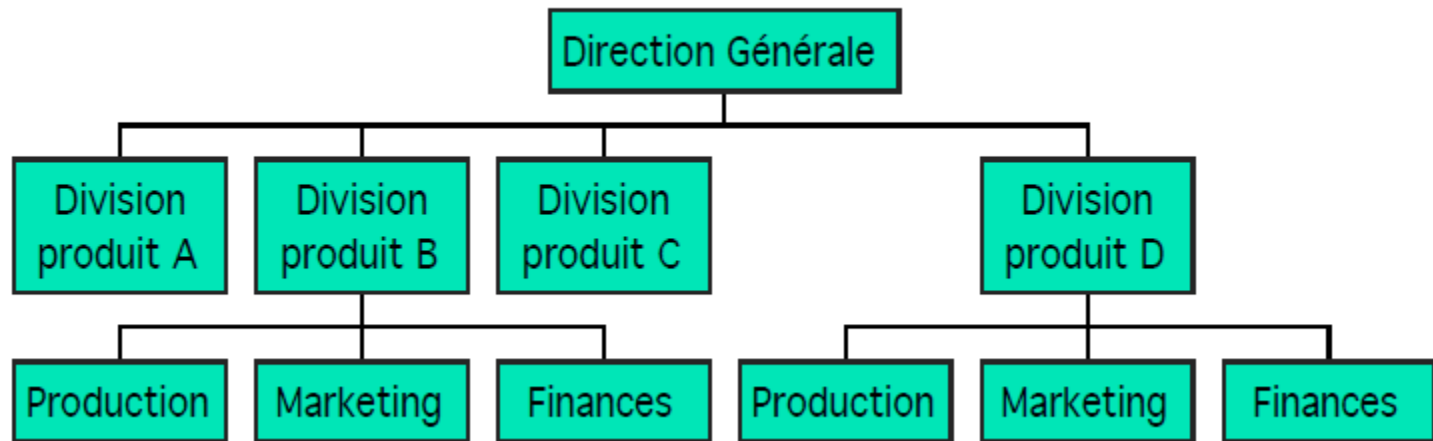 Direction Générale
Division
produit A
Division
produit B
Division
produit C
Division
produit D
Production
Marketing
Finances
Production
Marketing
Finances